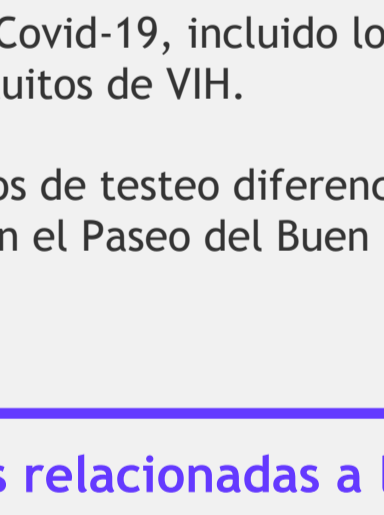 Covid-19, incluido lo
uitos de VIH.
os de testeo diferenc
n el Paseo del Buen
s relacionadas a l